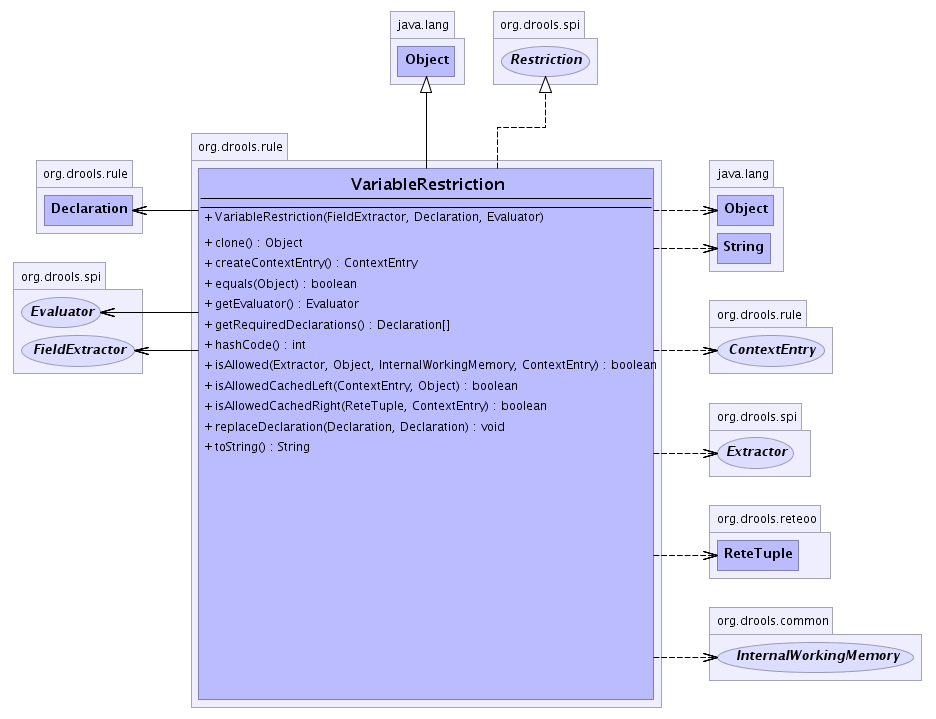 java.lang
Object
org.drools.spi
Restriction
org.drools.rule
VariableRestriction
+ VariableRestriction(FieldExtractor, Declaration, Evaluator)
+ clone() : Object
+ createContextEntry() : ContextEntry
+ equals(Object) : boolean
+ getEvaluator() : Evaluator
+ getRequiredDeclarations() : Declaration[]
+ hashCode() : int
+ isAllowed(Extractor, Object, InternalWorkingMemory, ContextEntry) : boolean
+ isAllowedCachedLeft(ContextEntry, Object) : boolean
+ isAllowedCachedRight(ReteTuple, ContextEntry) : boolean
+ replaceDeclaration(Declaration, Declaration) : void
+ toString() : String
org.drools.rule
Declaration
org.drools.spi
Evaluator
FieldExtractor
java.lang
Object
String
org.drools.rule
ContextEntry
org.drools.spi
Extractor
org.drools.reteoo
ReteTuple
org.drools.common
InternalWorkingMemory